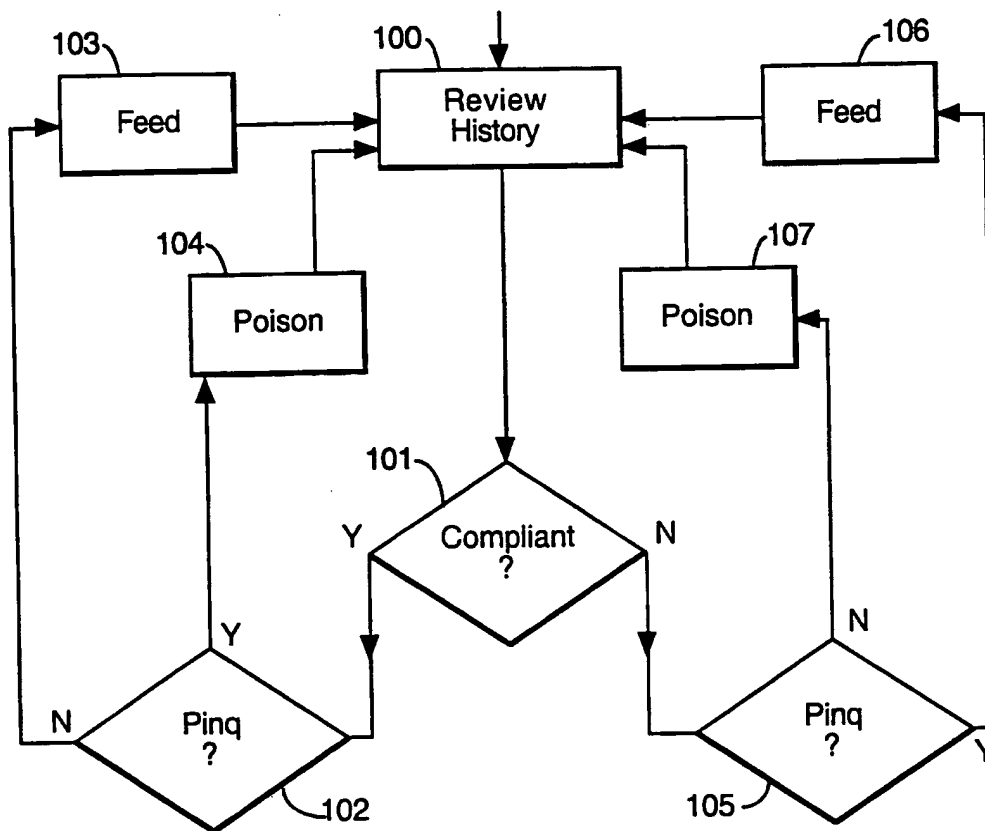 103
Feed
100
Review
History
106
Feed
104
Poison
107
Poison
101
Compliant
?
Y
N
Y
N
Pinq
?
102
N
Pinq
?
105
Y